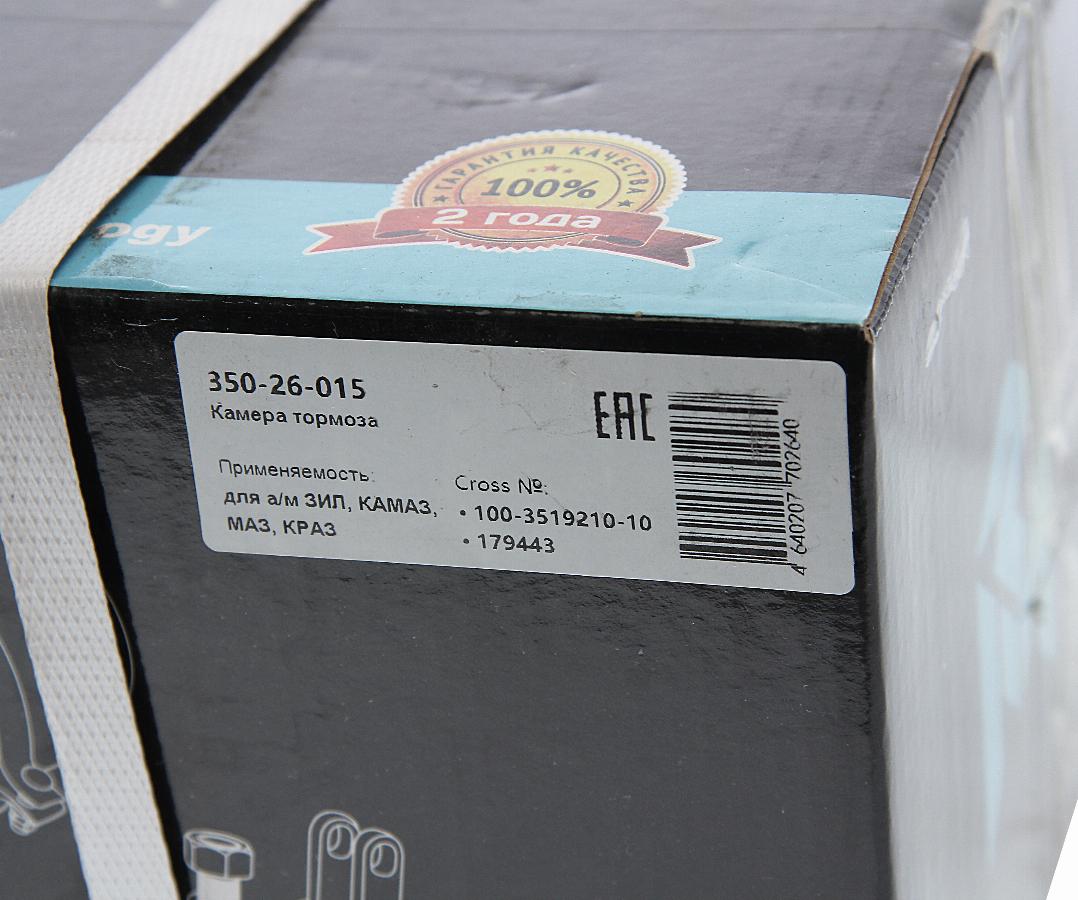 ГАРАНТИЯ КАЧЕСТВА
100%
2 года
ogy
350-26-015
Камера тормоза
EAC
Применяемость:
для а/м ЗИЛ, КАМАЗ,
МАЗ, КРАЗ
Cross №:
• 100-3519210-10
• 179443
4 640207 702640